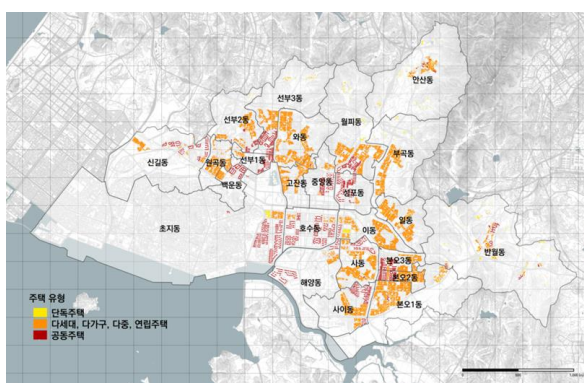 안산동
선부3동
월피동
선부2동
와동
부곡동
신길동
원곡동
선부1동
고잔동
중앙동
성포동
백운동
초지동
호수동
이동
일동
반월동
사동
본오3동
본오2동
해양동
사이동
본오1동
주택 유형
단독주택
다세대, 다가구, 다중, 연립주택
공동주택